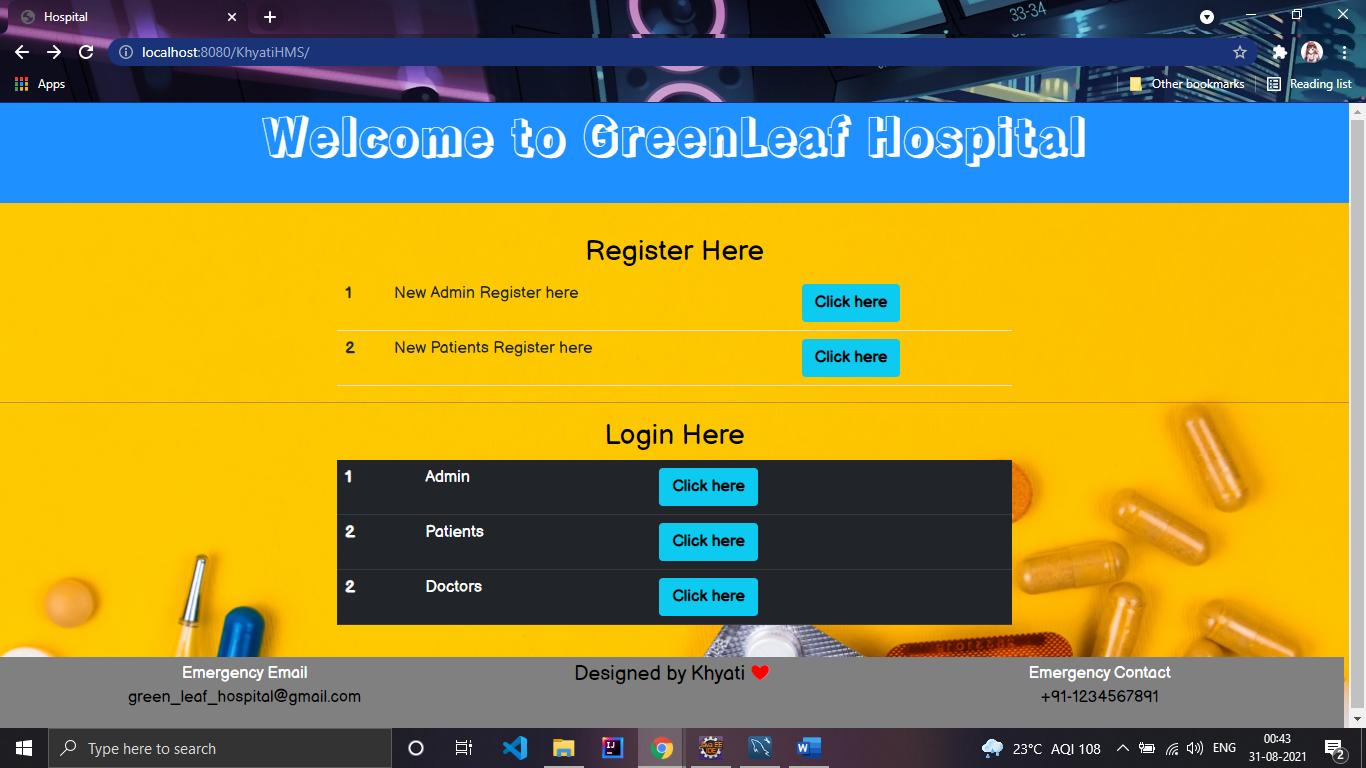 Hospital
33-34
localhost:8080/KhyatiHMS/
Apps
Other bookmarks
Reading list
Welcome to GreenLeaf Hospital
Register Here
1 New Admin Register here Click here
2 New Patients Register here Click here
Login Here
1 Admin Click here
2 Patients Click here
2 Doctors Click here
Emergency Email
green_leaf_hospital@gmail.com
Designed by Khyati
Emergency Contact
+91-1234567891
Type here to search
23°C AQI 108
ENG
00:43
31-08-2021
2